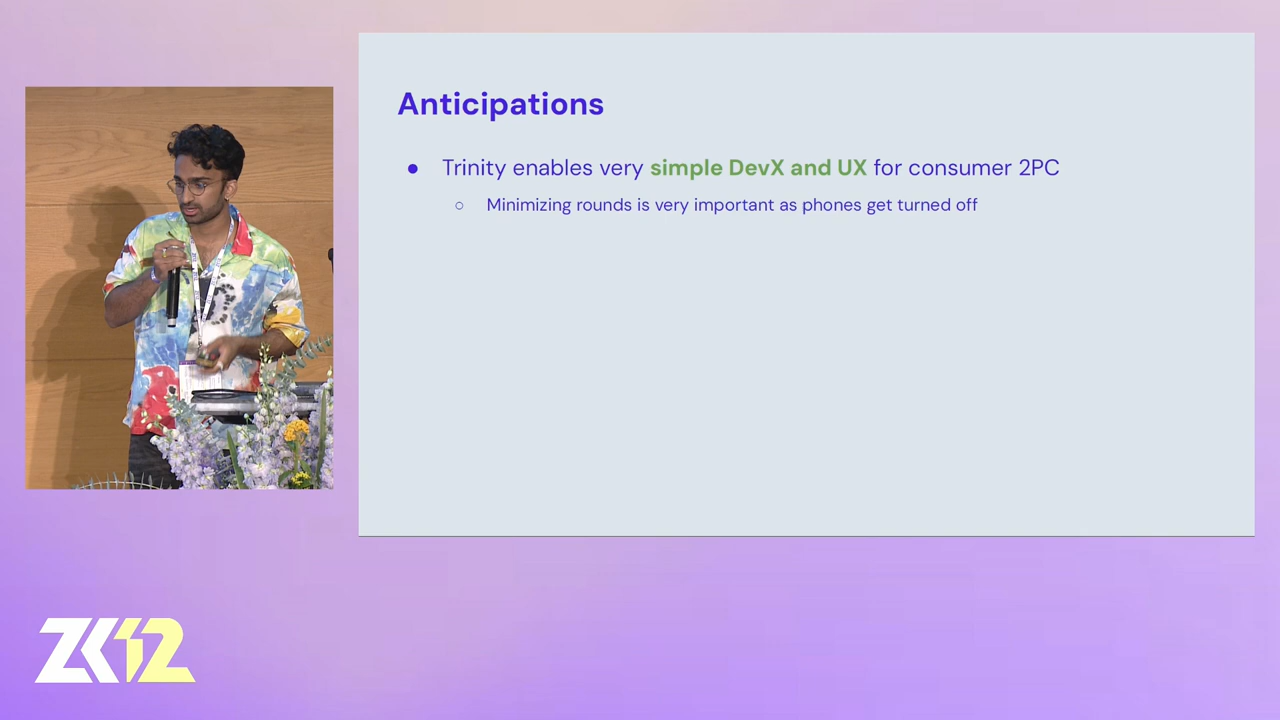 Anticipations
● Trinity enables very simple DevX and UX for consumer 2PC
○ Minimizing rounds is very important as phones get turned off
ZK12